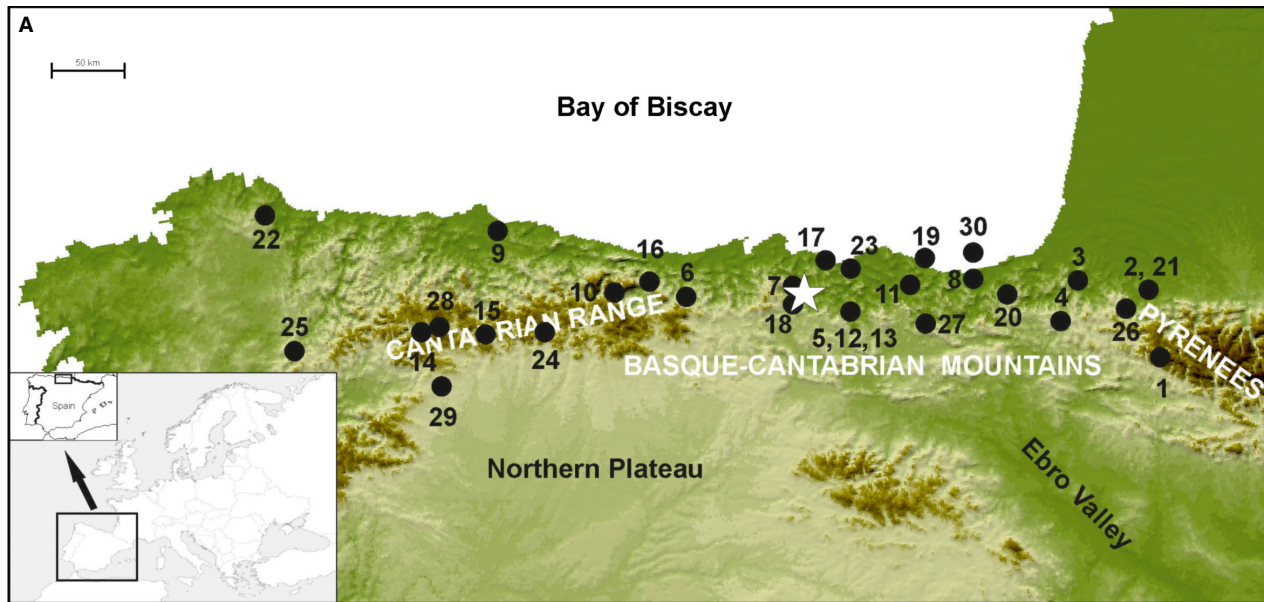 A
50 km
Bay of Biscay
22
9
16
6
17
23
19
30
3
2, 21
10
7
11
8
4
28
15
18
5, 12, 13
27
20
26
25
14
24
1
29
CANTABRIAN RANGE
BASQUE-CANTABRIAN MOUNTAINS
PYRENEES
Northern Plateau
Ebro Valley
Spain